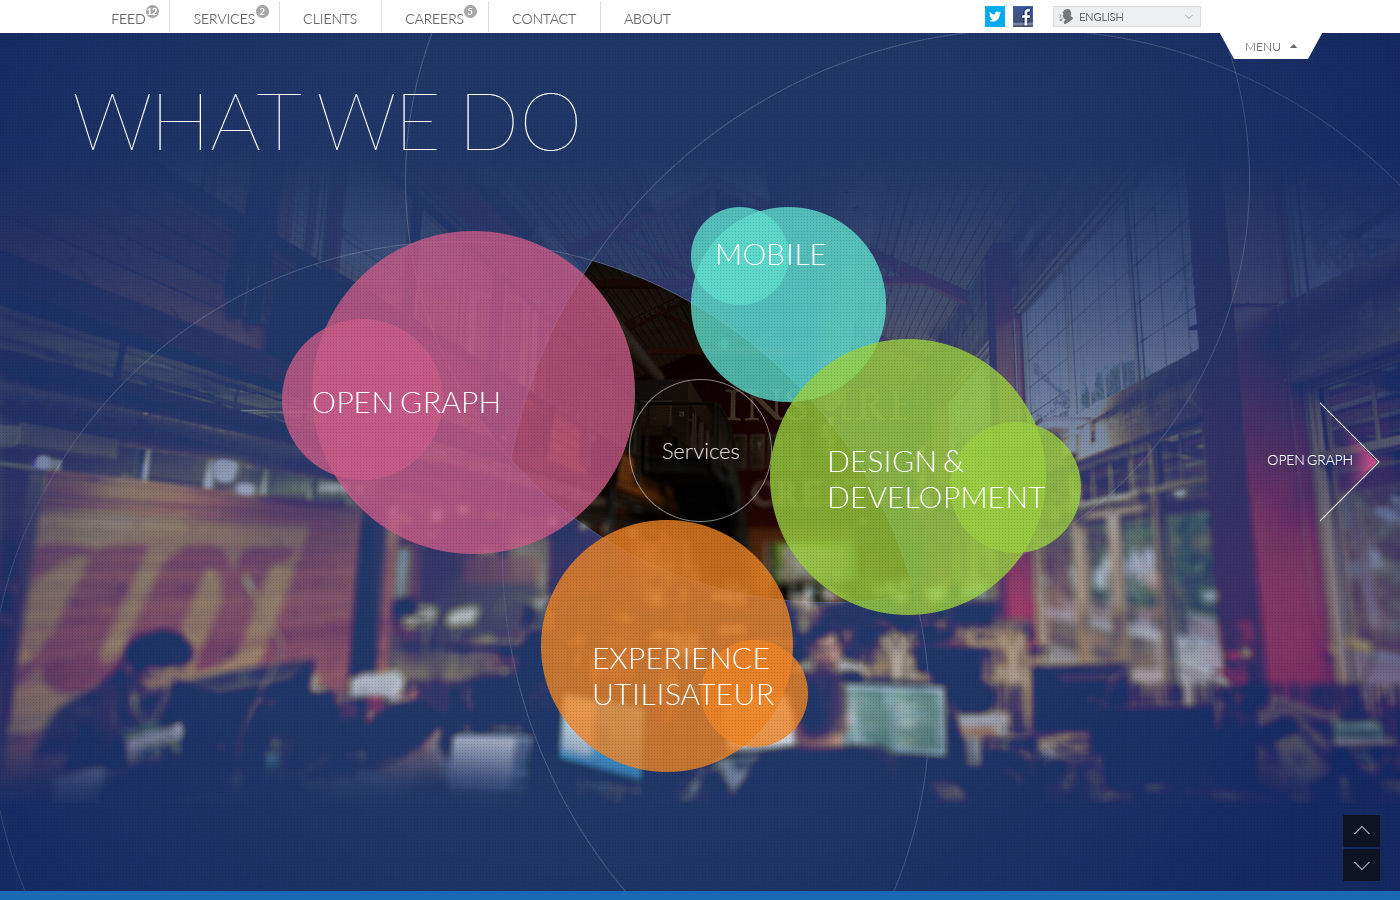 FEED 12
SERVICES 2
CLIENTS
CAREERS 5
CONTACT
ABOUT
ENGLISH
MENU
WHAT WE DO
MOBILE
OPEN GRAPH
Services
DESIGN &
DEVELOPMENT
OPEN GRAPH
EXPERIENCE
UTILISATEUR